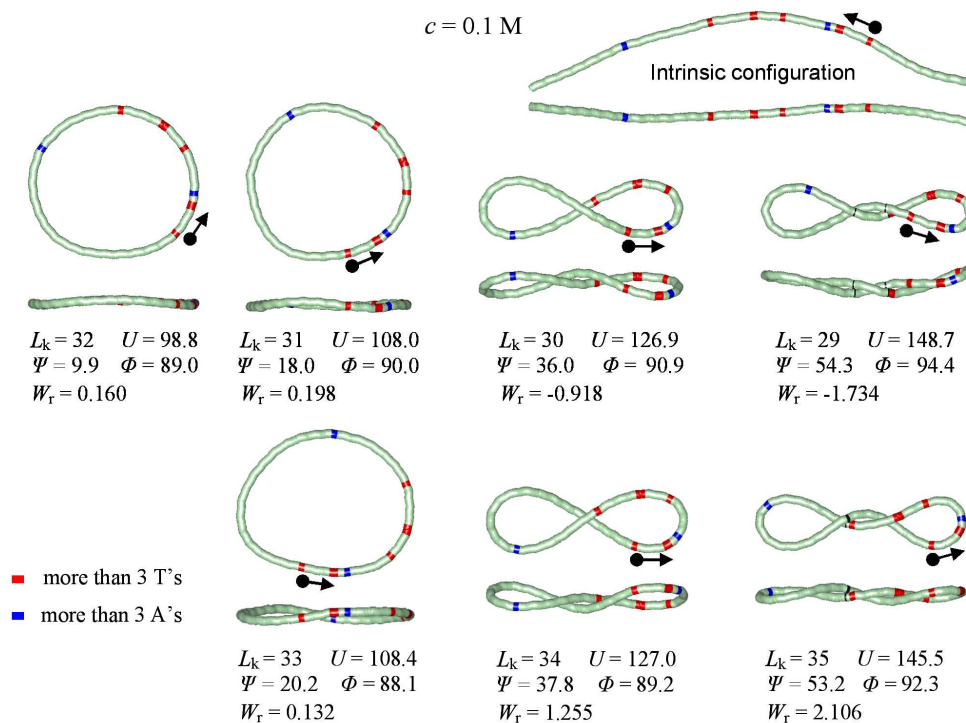 c = 0.1 M
Intrinsic configuration
Lk = 32 U = 98.8
Ψ = 9.9 Φ = 89.0
Wr = 0.160
Lk = 31 U = 108.0
Ψ = 18.0 Φ = 90.0
Wr = 0.198
Lk = 30 U = 126.9
Ψ = 36.0 Φ = 90.9
Wr = -0.918
Lk = 29 U = 148.7
Ψ = 54.3 Φ = 94.4
Wr = -1.734
more than 3 T's
more than 3 A's
Lk = 33 U = 108.4
Ψ = 20.2 Φ = 88.1
Wr = 0.132
Lk = 34 U = 127.0
Ψ = 37.8 Φ = 89.2
Wr = 1.255
Lk = 35 U = 145.5
Ψ = 53.2 Φ = 92.3
Wr = 2.106